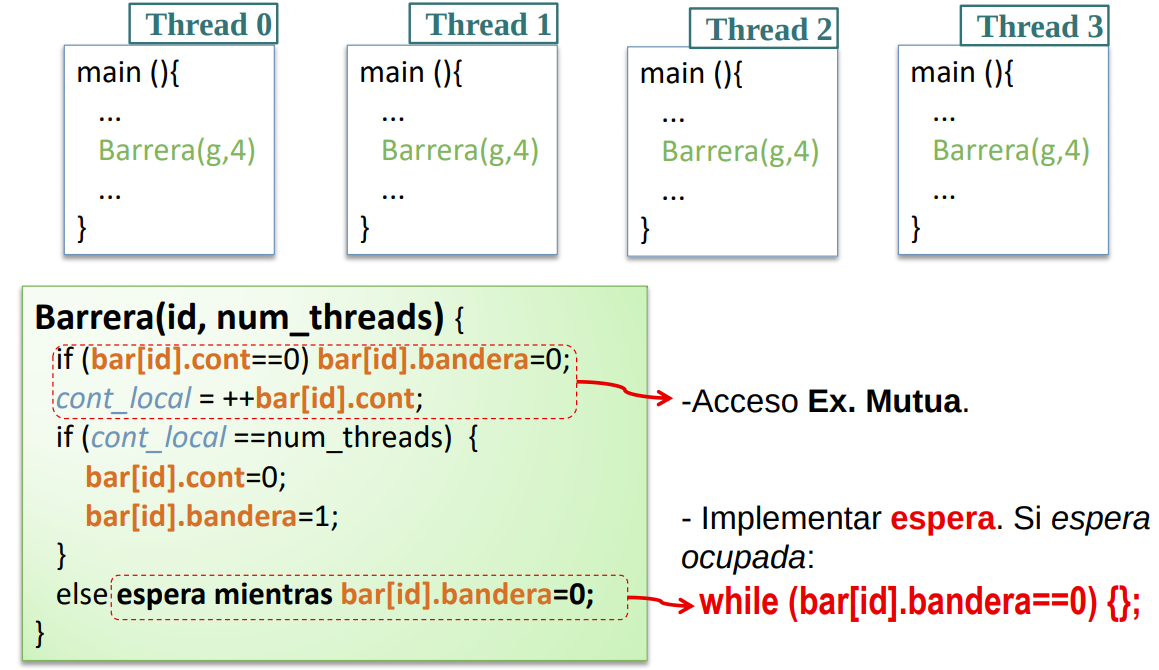 Thread 0
main (){
...
Barrera(g,4)
...
}
Thread 1
main (){
...
Barrera(g,4)
...
}
Thread 2
main (){
...
Barrera(g,4)
...
}
Thread 3
main (){
...
Barrera(g,4)
...
}
Barrera(id, num_threads) {
if (bar[id].cont==0) bar[id].bandera=0;
cont_local = ++bar[id].cont;
if (cont_local ==num_threads) {
bar[id].cont=0;
bar[id].bandera=1;
}
else espera mientras bar[id].bandera=0;
}
-Acceso Ex. Mutua.
- Implementar espera. Si espera
ocupada:
while (bar[id].bandera==0) {};